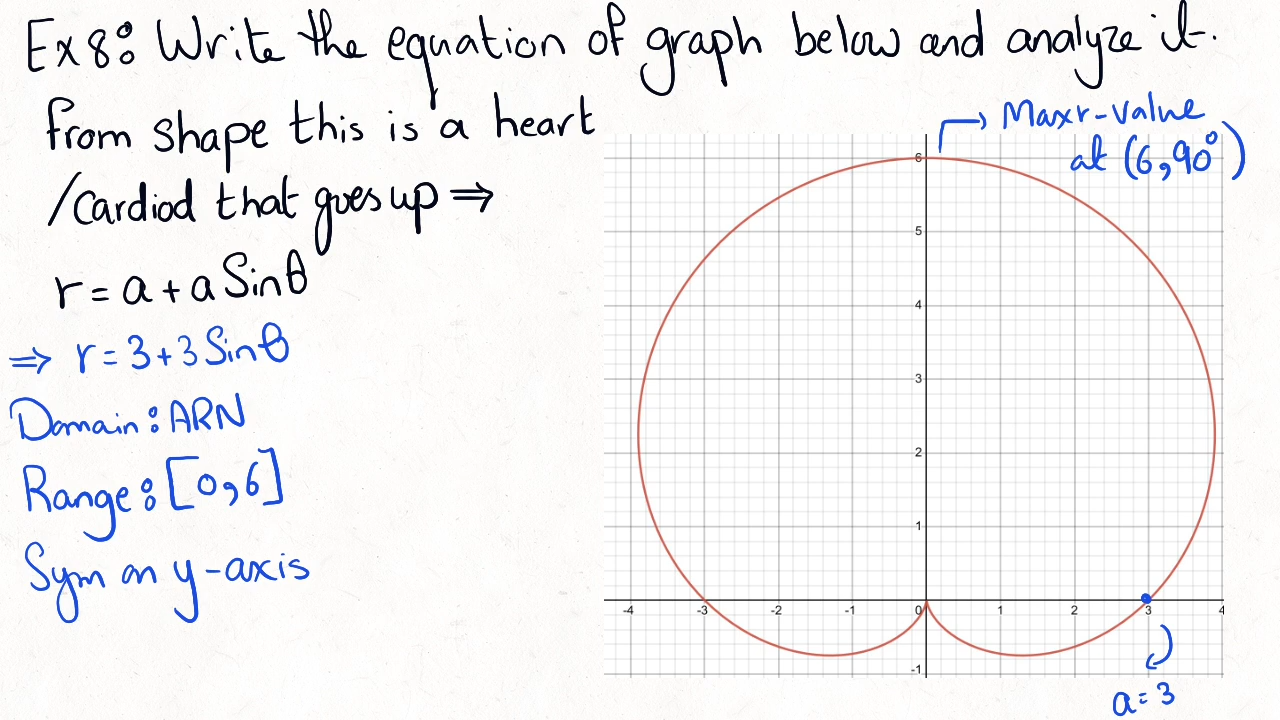 Ex 8: Write the equation of graph below and analyze it.
from shape this is a heart
/Cardiod that goes up ⇒
r = a + a Sinθ
⇒ r = 3 + 3 Sinθ
Domain: ARN
Range: [0, 6]
Sym on y-axis
Max r-value
at (6, 90°)
6
5
4
3
2
1
-4 -3 -2 -1 0 1 2 3 4
-1
a = 3